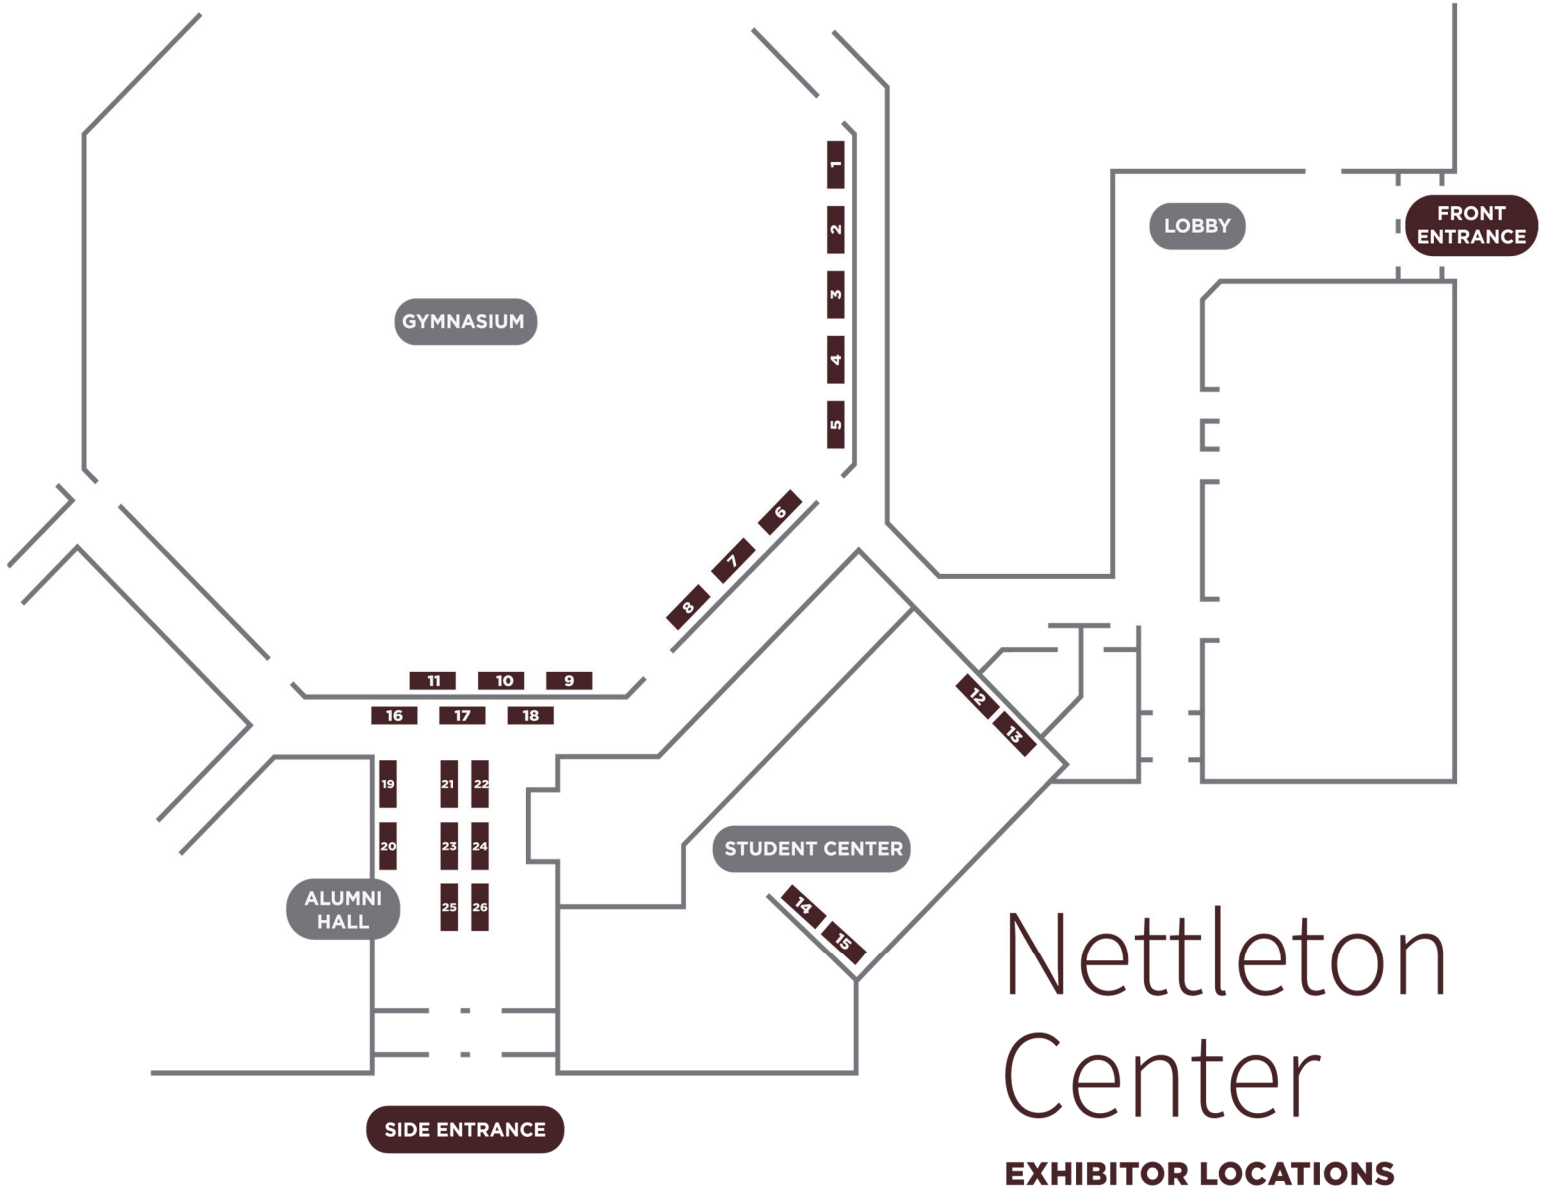 1
2
3
4
5
6
7
8
9
10
11
16
17
18
12
13
14
15
19
20
21
22
23
24
25
26
GYMNASIUM
LOBBY
FRONT
ENTRANCE
STUDENT CENTER
ALUMNI
HALL
SIDE ENTRANCE
Nettleton
Center
EXHIBITOR LOCATIONS